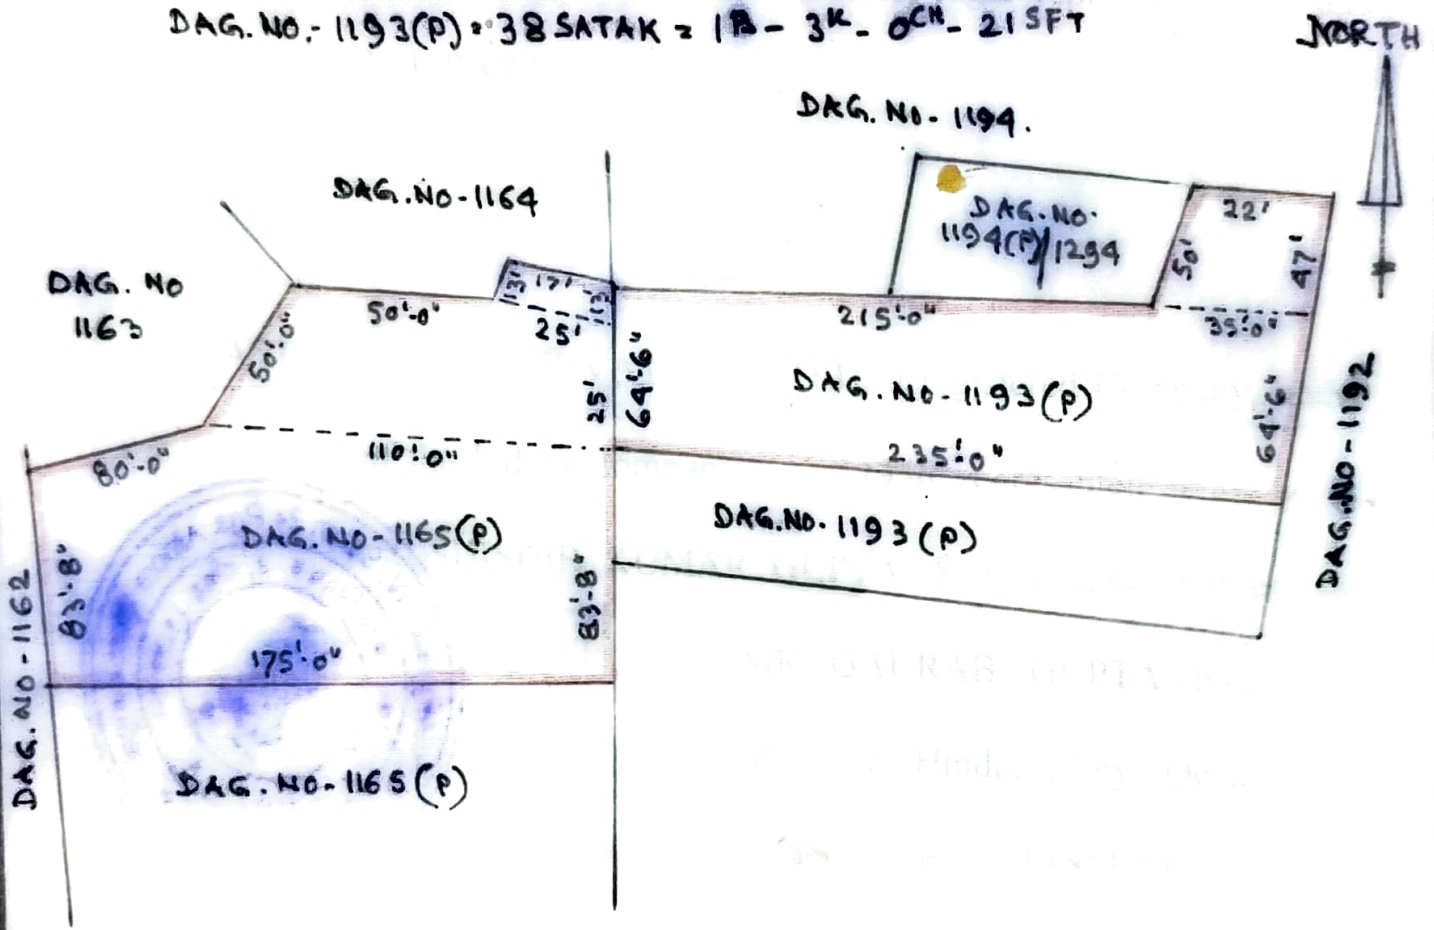 DAG. NO.- 1193(P) = 38 SATAK = 1B - 3K - 0CH - 21 SFT
NORTH
DAG. NO- 1194.
DAG.NO-1164
DAG.NO.
1194(P)/1294
22'
50'
47'
DAG. NO
1163
13'
17'
13'
50'-0"
25'
215'-0"
35'-0"
50'-0"
25'
64'-6"
DAG.NO-1193(P)
64'-6"
DAG.NO-1192
80'-0"
110'-0"
235'-0"
DAG.NO-1165(P)
DAG.NO. 1193(P)
83'-8"
83'-8"
175'-0"
DAG. NO-1162
DAG.NO-1165(P)
KUMAR